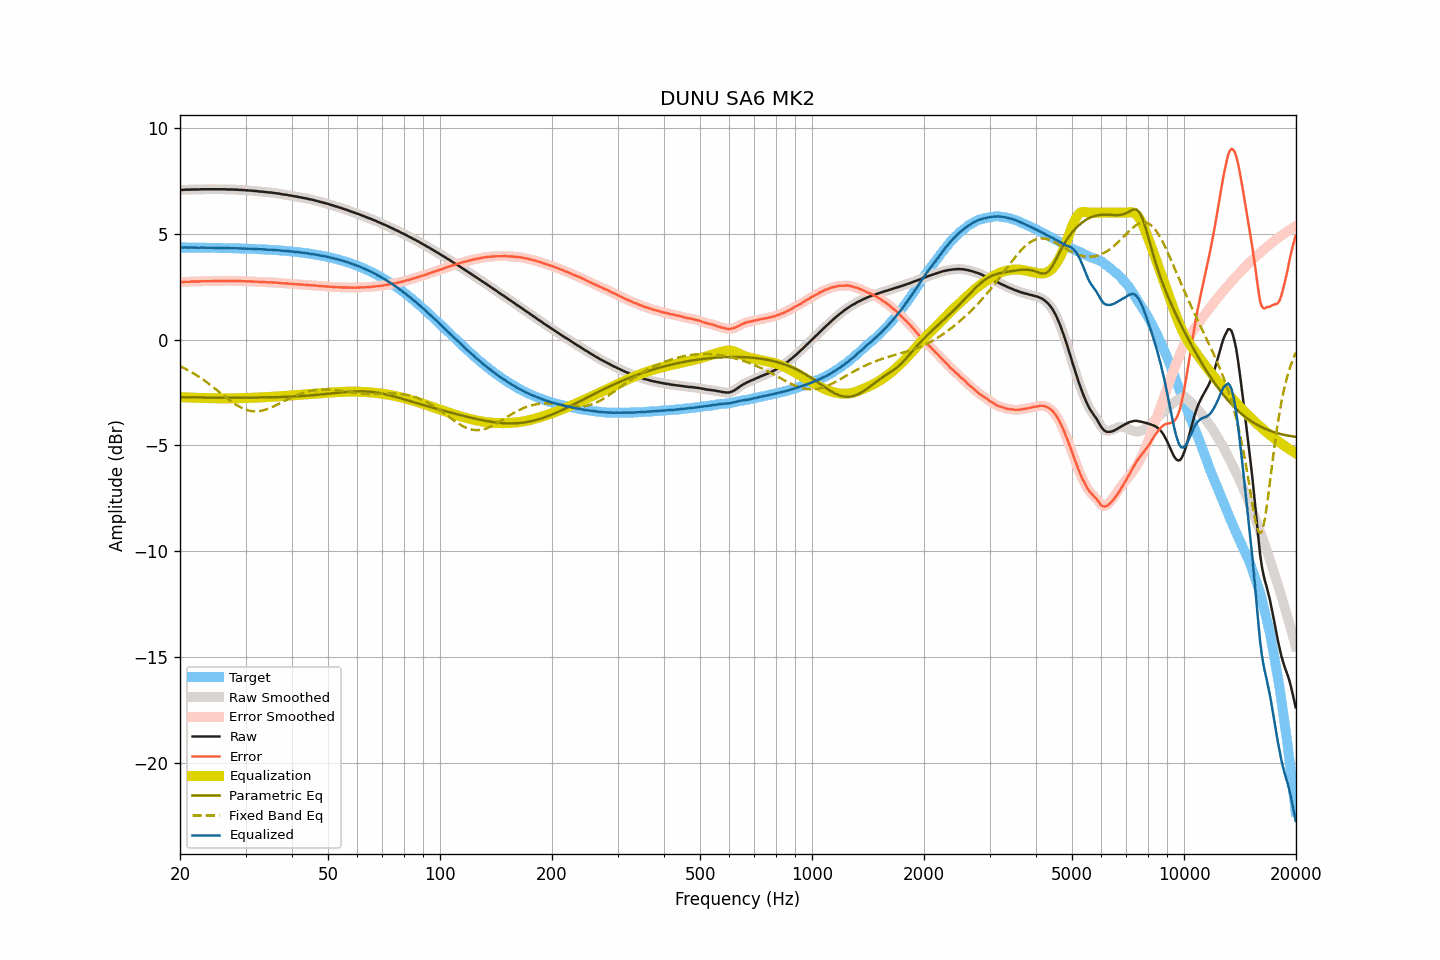 DUNU SA6 MK2
10
5
0
−5
−10
−15
−20
Amplitude (dBr)
Target
Raw Smoothed
Error Smoothed
Raw
Error
Equalization
Parametric Eq
Fixed Band Eq
Equalized
20 50 100 200 500 1000 2000 5000 10000 20000
Frequency (Hz)